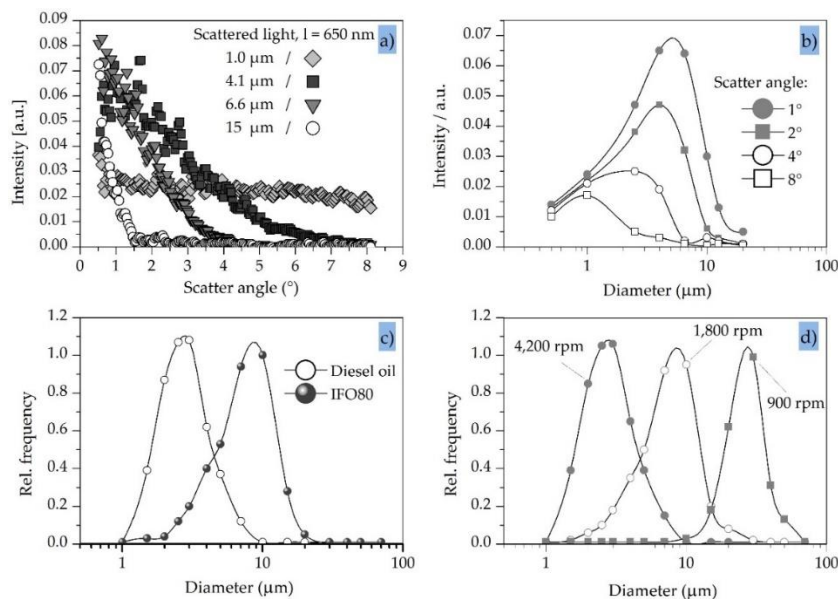 a)
Scattered light, l = 650 nm
1.0 µm /
4.1 µm /
6.6 µm /
15 µm /
Intensity [a.u.]
0.09
0.08
0.07
0.06
0.05
0.04
0.03
0.02
0.01
0.00
0 1 2 3 4 5 6 7 8 9
Scatter angle (°)
b)
Scatter angle:
1°
2°
4°
8°
Intensity / a.u.
0.07
0.06
0.05
0.04
0.03
0.02
0.01
0.00
1 10 100
Diameter (µm)
c)
Diesel oil
IFO80
Rel. frequency
1.2
1.0
0.8
0.6
0.4
0.2
0.0
1 10 100
Diameter (µm)
d)
4,200 rpm
1,800 rpm
900 rpm
Rel. frequency
1.2
1.0
0.8
0.6
0.4
0.2
0.0
1 10 100
Diameter (µm)